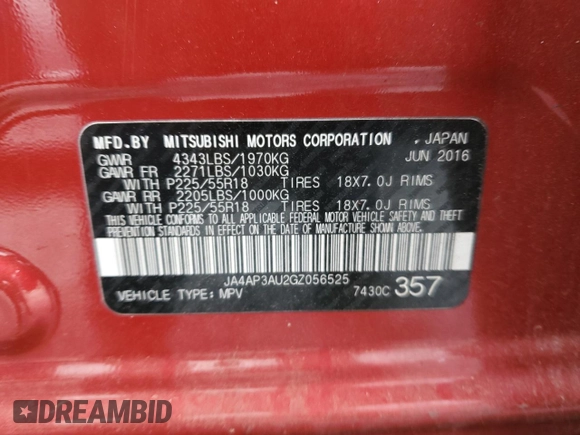 MFD.BY MITSUBISHI MOTORS CORPORATION JAPAN
GVWR 4343LBS/1970KG JUN 2016
GAWR FR 2271LBS/1030KG
WITH P225/55R18 TIRES 18X7.0J RIMS
GAWR RR 2205LBS/1000KG
WITH P225/55R18 TIRES 18X7.0J RIMS
THIS VEHICLE CONFORMS TO ALL APPLICABLE FEDERAL MOTOR VEHICLE SAFETY AND THEFT
PREVENTION STANDARDS IN EFFECT ON THE DATE OF MANUFACTURE SHOWN ABOVE.
JA4AP3AU2GZ056525
VEHICLE TYPE: MPV 7430C 357
DREAMBID